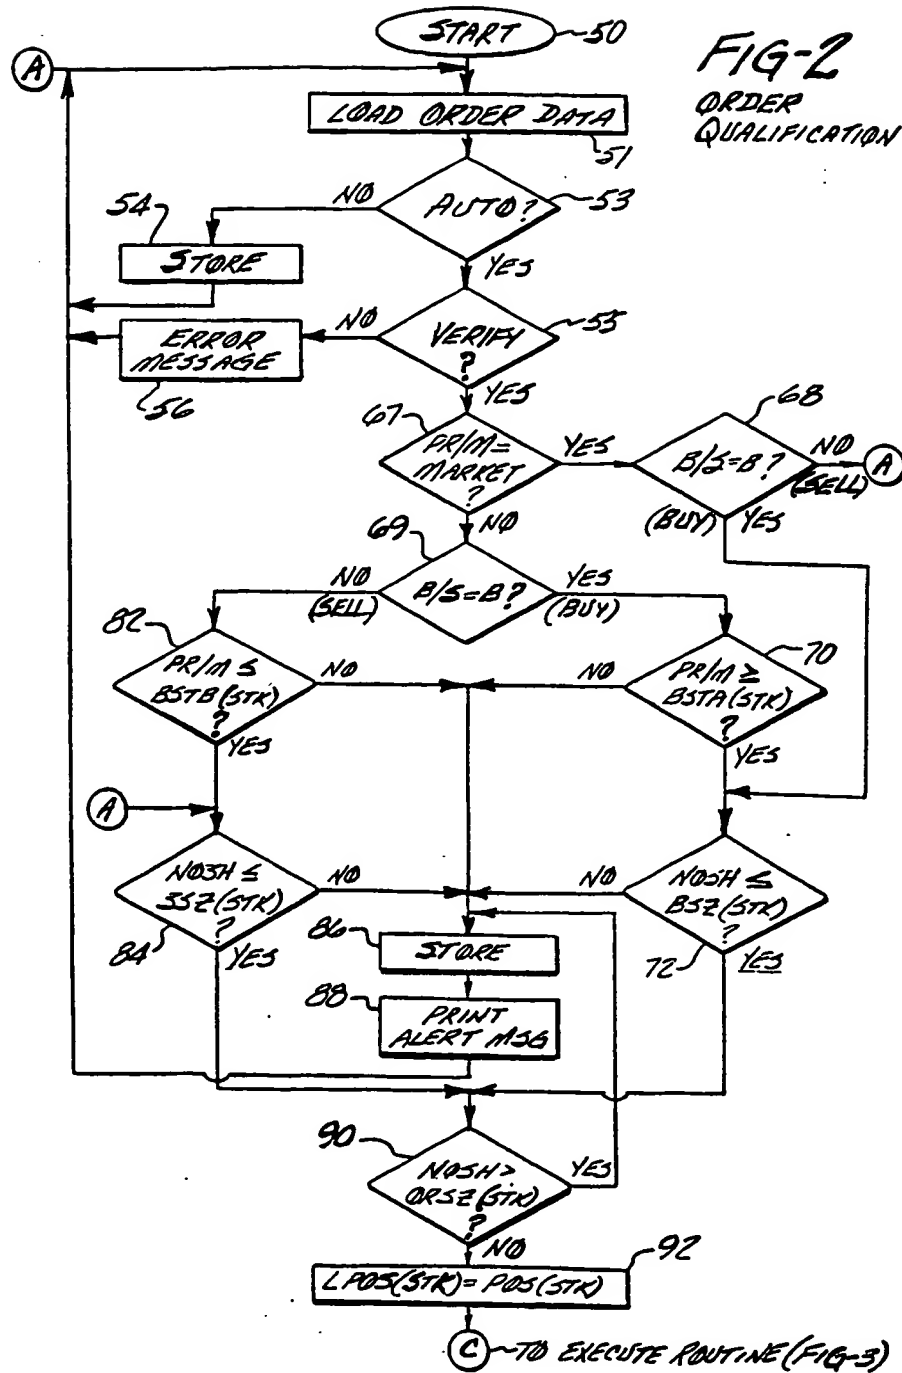 START
50
FIG-2
ORDER
QUALIFICATION
A
LOAD ORDER DATA
51
NO
AUTO?
53
54
STORE
YES
NO
VERIFY
?
55
ERROR
MESSAGE
56
YES
67
PR/M=
MARKET
?
YES
68
B/S=B?
NO
(SELL)
A
NO
(BUY) YES
69
NO
(SELL)
B/S=B?
YES
(BUY)
82
PR/M ≤
BSTB(STK)
?
NO
NO
70
PR/M ≥
BSTA(STK)
?
YES
YES
A
NOSH ≤
SSZ(STK)
?
NO
NO
NOSH ≤
BSZ(STK)
?
84
YES
86
STORE
72
YES
88
PRINT
ALERT MSG
90
NOSH >
ORSZ(STK)
?
YES
NO
92
LPOS(STK)=POS(STK)
C
TO EXECUTE ROUTINE (FIG-3)